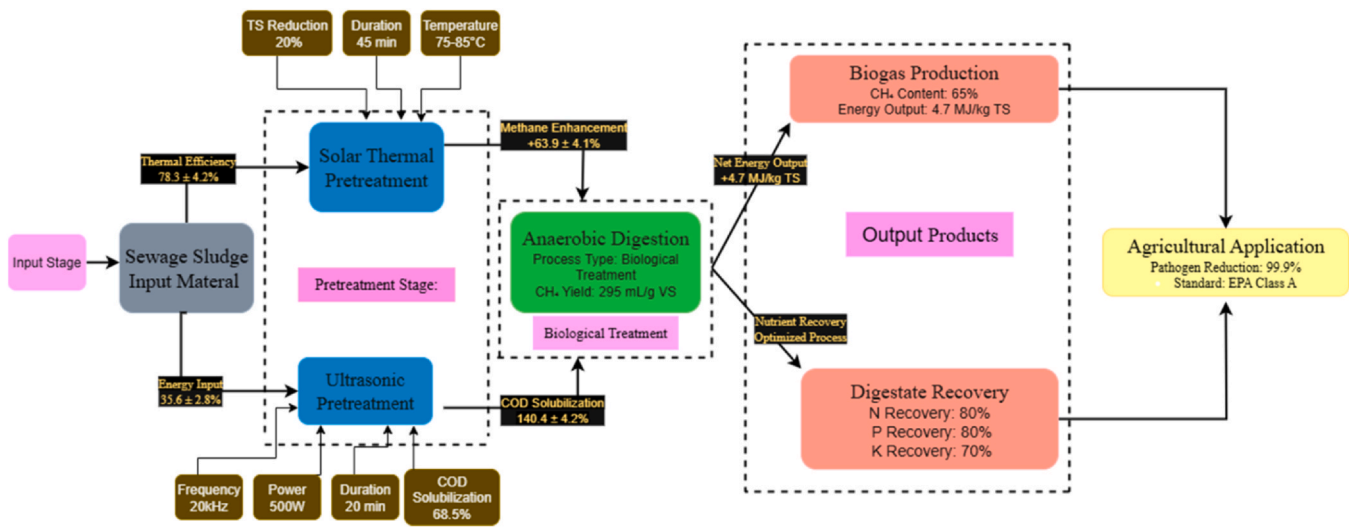 TS Reduction
20%
Duration
45 min
Temperature
75-85°C
Solar Thermal
Pretreatment
Methane Enhancement
+63.9 ± 4.1%
Thermal Efficiency
78.3 ± 4.2%
Input Stage
Sewage Sludge
Input Materal
Pretreatment Stage:
Energy Input
35.6 ± 2.8%
Ultrasonic
Pretreatment
COD Solubilization
140.4 ± 4.2%
Frequency
20kHz
Power
500W
Duration
20 min
COD
Solubilization
68.5%
Anaerobic Digestion
Process Type: Biological
Treatment
CH₄ Yield: 295 mL/g VS
Biological Treatment
Net Energy Output
+4.7 MJ/kg TS
Nutrient Recovery
Optimized Process
Biogas Production
CH₄ Content: 65%
Energy Output: 4.7 MJ/kg TS
Output Products
Digestate Recovery
N Recovery: 80%
P Recovery: 80%
K Recovery: 70%
Agricultural Application
Pathogen Reduction: 99.9%
Standard: EPA Class A